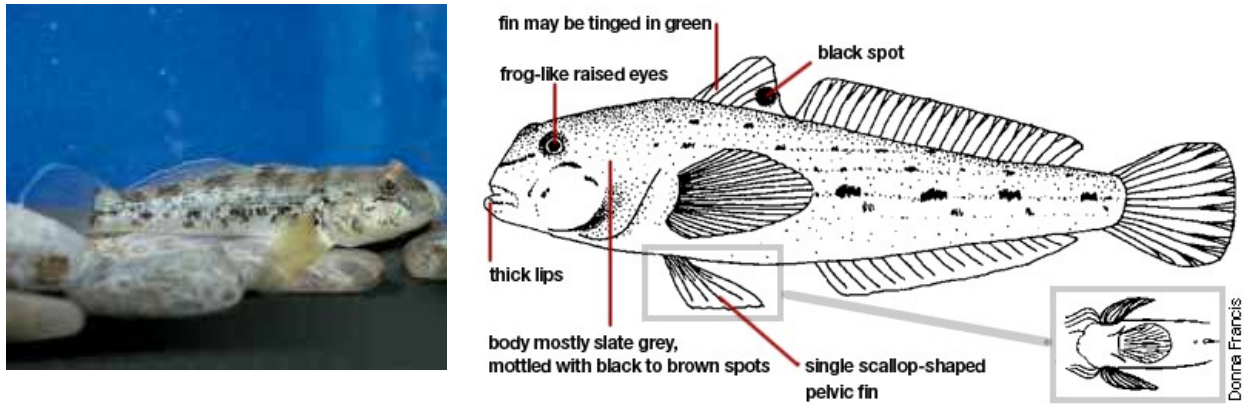 fin may be tinged in green
black spot
frog-like raised eyes
thick lips
body mostly slate grey,
mottled with black to brown spots
single scallop-shaped
pelvic fin
Donna Francis